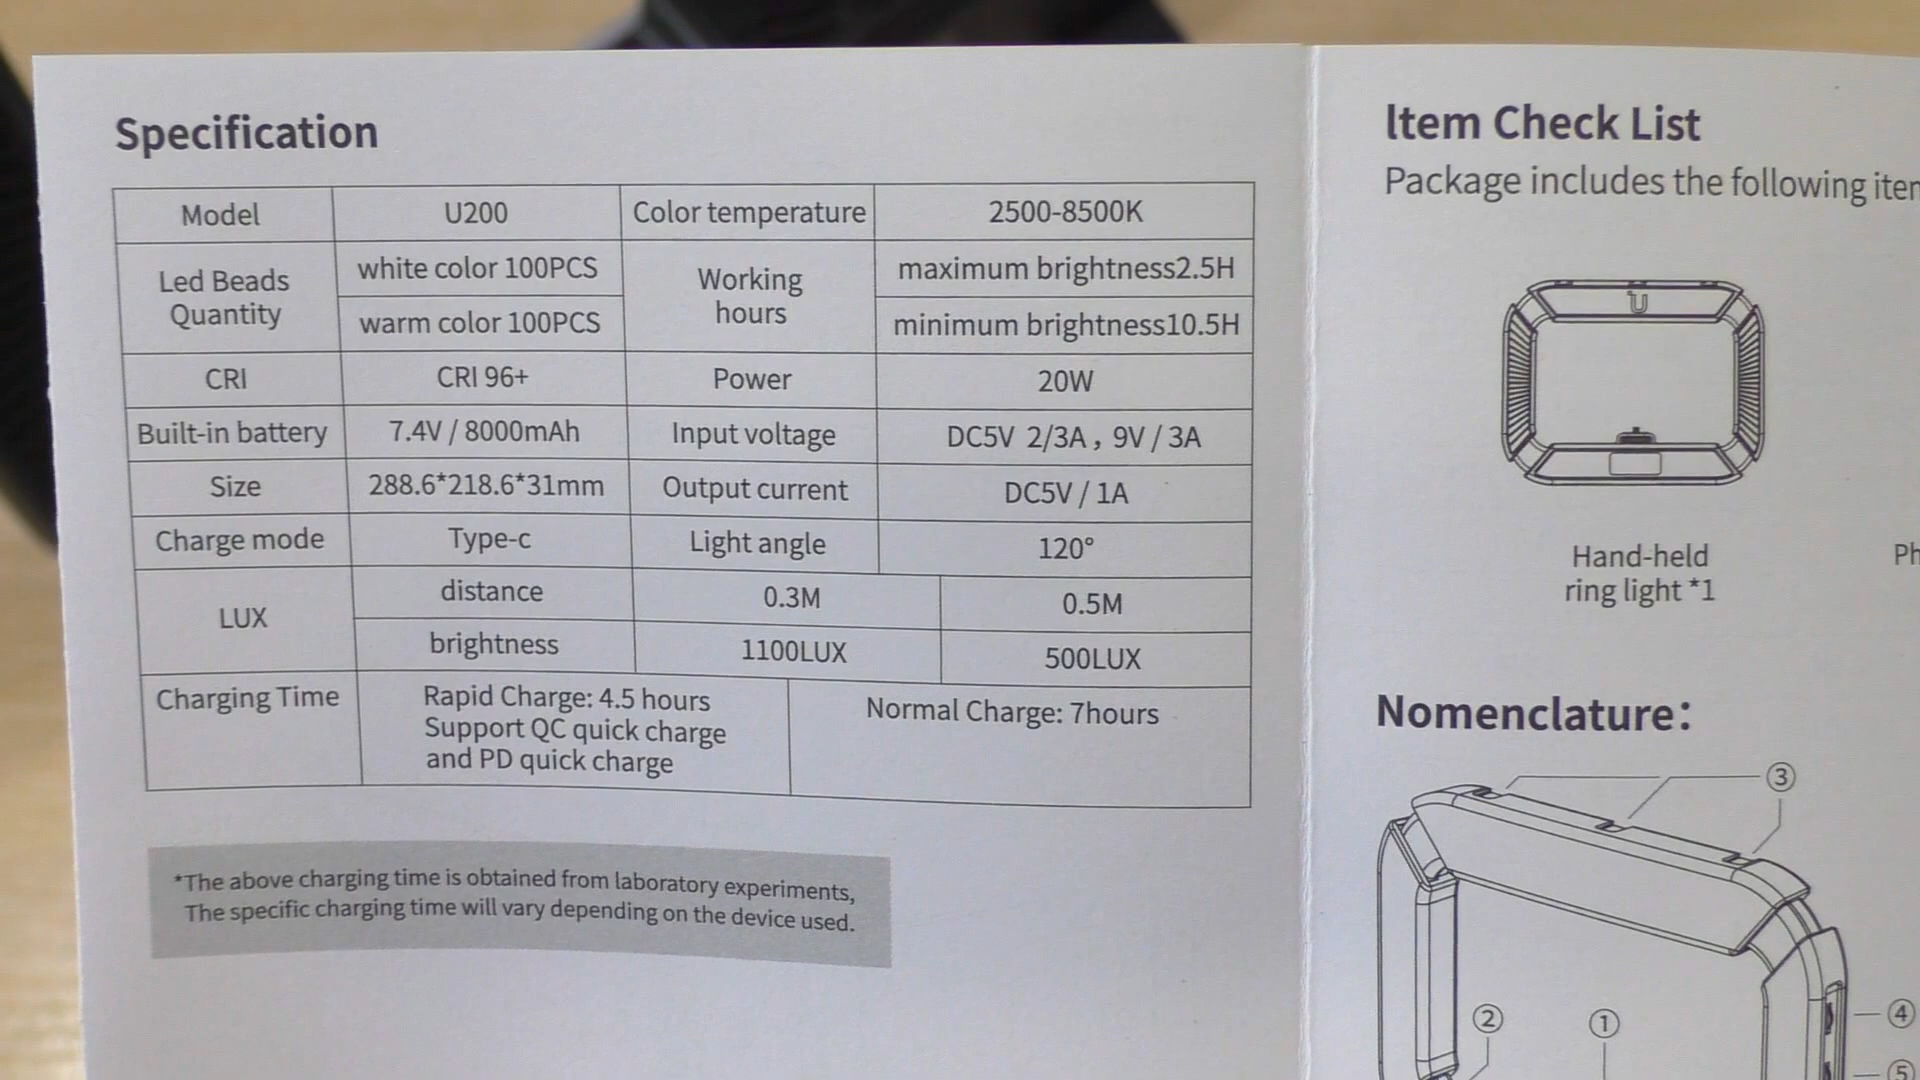 Specification
Model U200 Color temperature 2500-8500K
Led Beads Quantity white color 100PCS Working hours maximum brightness2.5H
warm color 100PCS minimum brightness10.5H
CRI CRI 96+ Power 20W
Built-in battery 7.4V / 8000mAh Input voltage DC5V 2/3A , 9V / 3A
Size 288.6*218.6*31mm Output current DC5V / 1A
Charge mode Type-c Light angle 120°
LUX distance 0.3M 0.5M
brightness 1100LUX 500LUX
Charging Time Rapid Charge: 4.5 hours Normal Charge: 7hours
Support QC quick charge
and PD quick charge
*The above charging time is obtained from laboratory experiments,
The specific charging time will vary depending on the device used.
Item Check List
Package includes the following
U
Hand-held
ring light *1
Nomenclature：
③
②
①
④
⑤